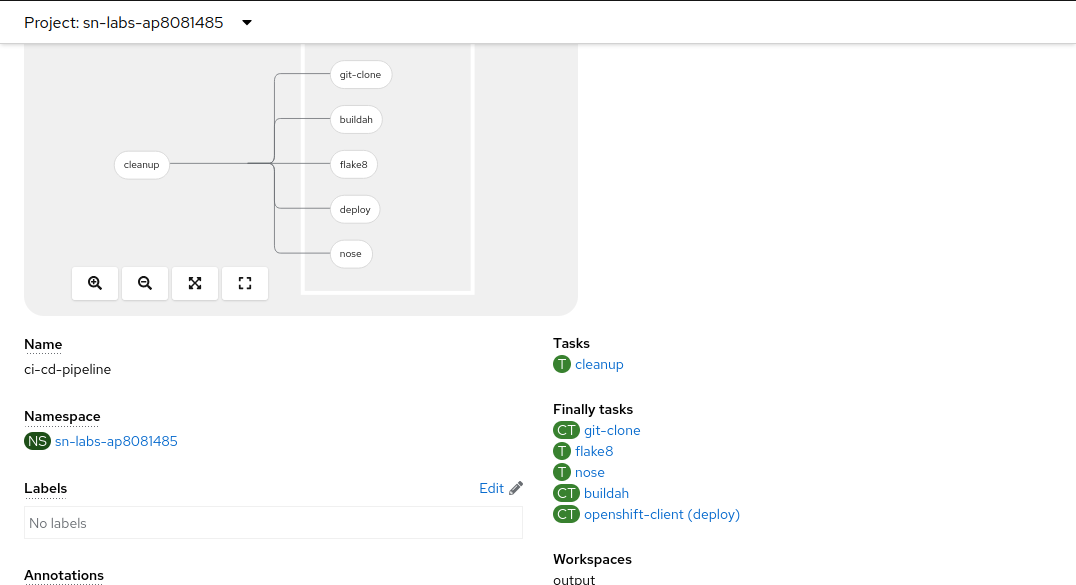 Project: sn-labs-ap8081485
git-clone
buildah
cleanup
flake8
deploy
nose
Name
ci-cd-pipeline
Namespace
NS sn-labs-ap8081485
Labels
Edit
No labels
Annotations
Tasks
T cleanup
Finally tasks
CT git-clone
T flake8
T nose
CT buildah
CT openshift-client (deploy)
Workspaces
output